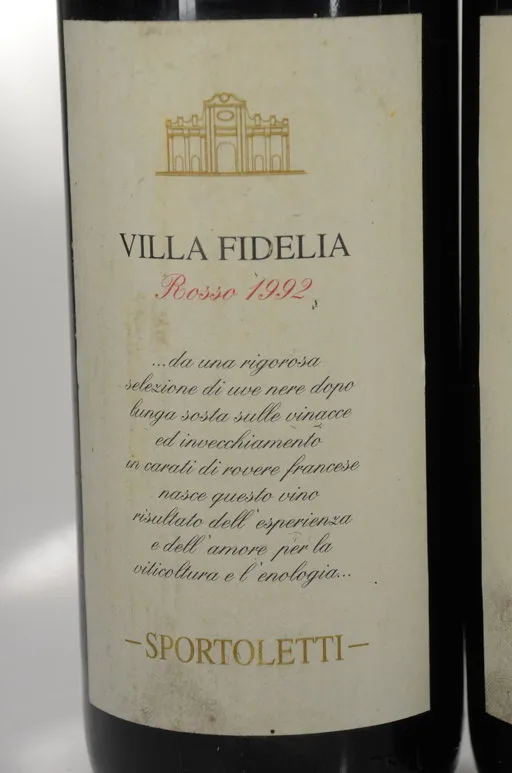 VILLA FIDELIA
Rosso 1992
...da una rigorosa
selezione di uve nere dopo
lunga sosta sulle vinacce
ed invecchiamento
in carati di rovere francese
nasce questo vino
risultato dell'esperienza
e dell'amore per la
viticoltura e l'enologia...
-SPORTOLETTI-